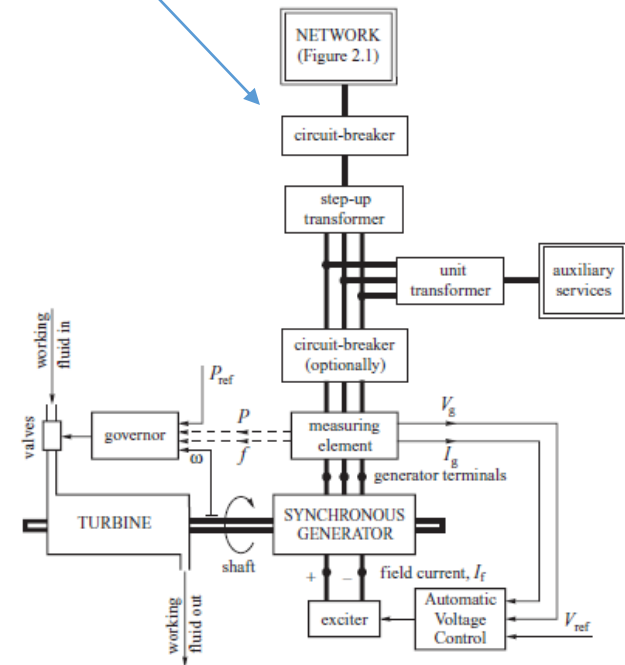 NETWORK
(Figure 2.1)
circuit-breaker
step-up
transformer
unit
transformer
auxiliary
services
circuit-breaker
(optionally)
working
fluid in
valves
governor
P_ref
P
f
ω
measuring
element
V_g
I_g
generator terminals
TURBINE
shaft
SYNCHRONOUS
GENERATOR
+
−
field current, I_f
working
fluid out
exciter
Automatic
Voltage
Control
V_ref